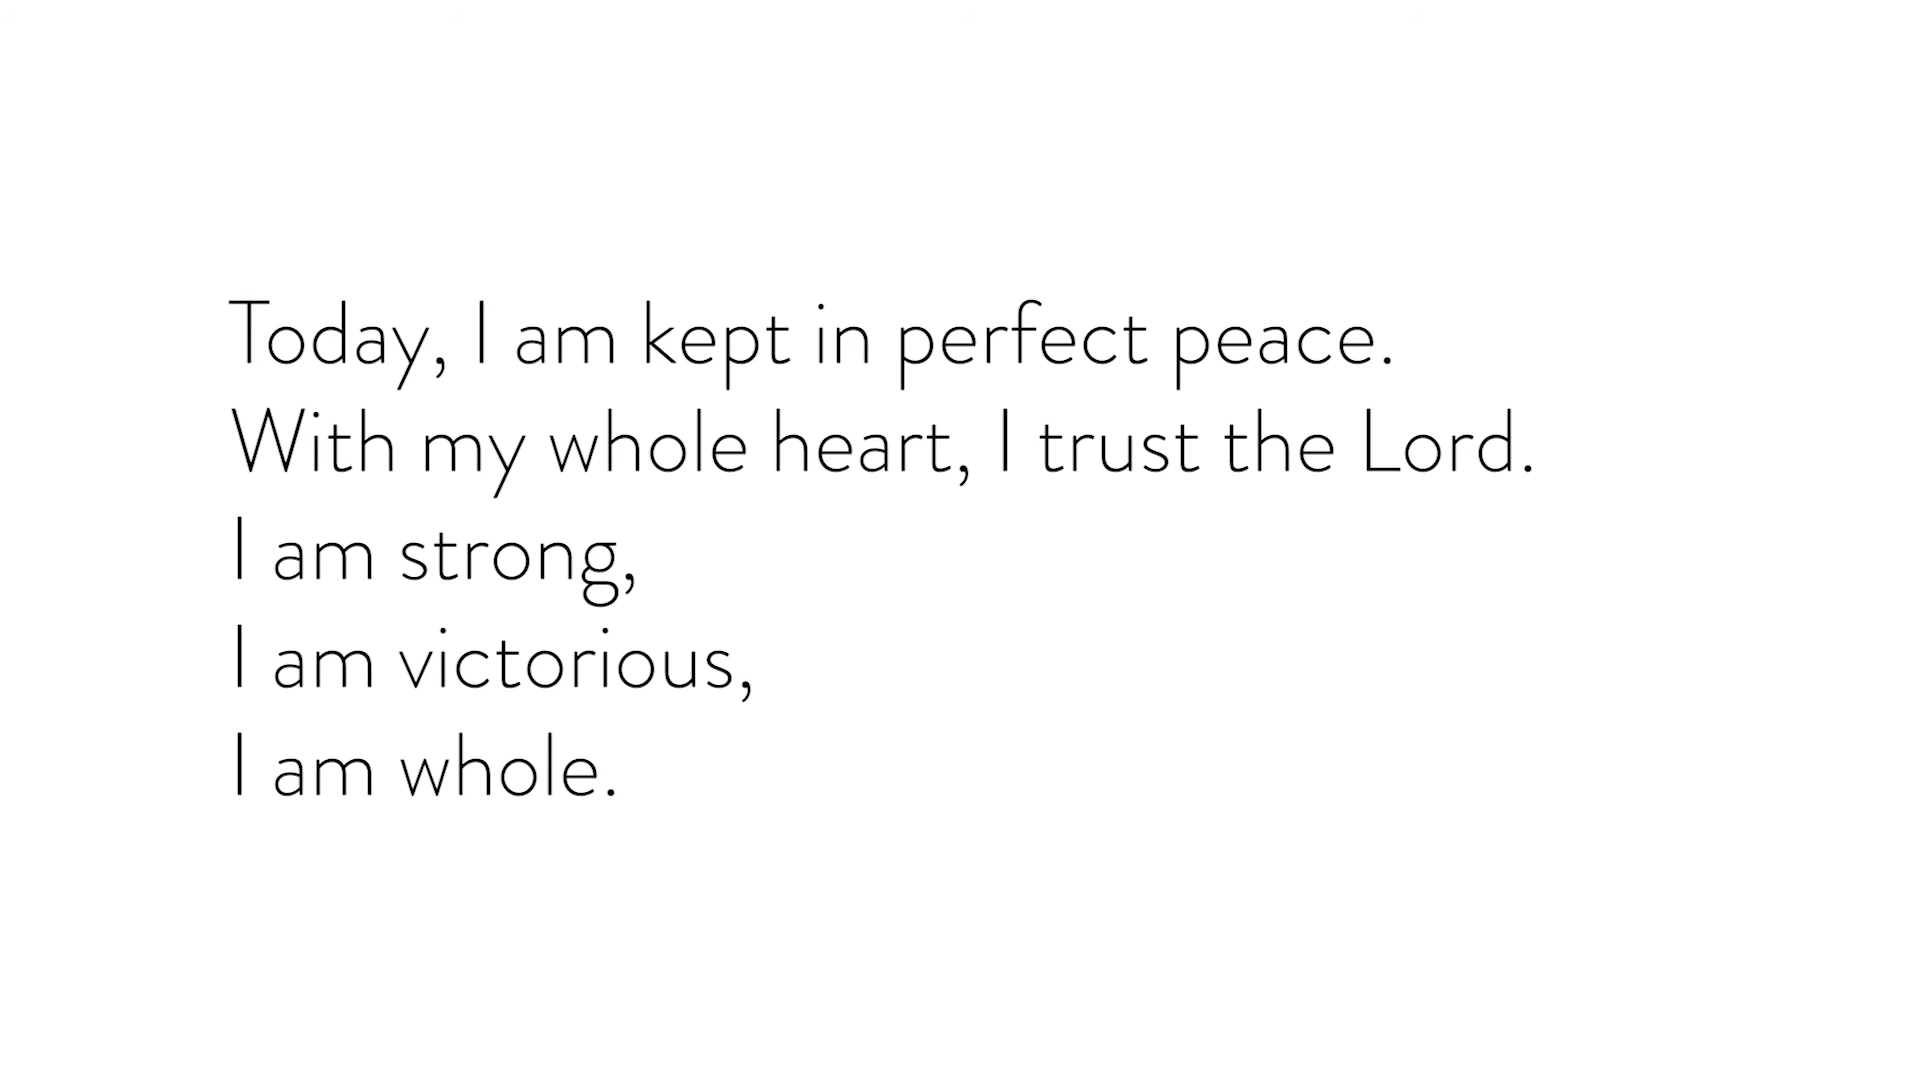 Today, I am kept in perfect peace.
With my whole heart, I trust the Lord.
I am strong,
I am victorious,
I am whole.